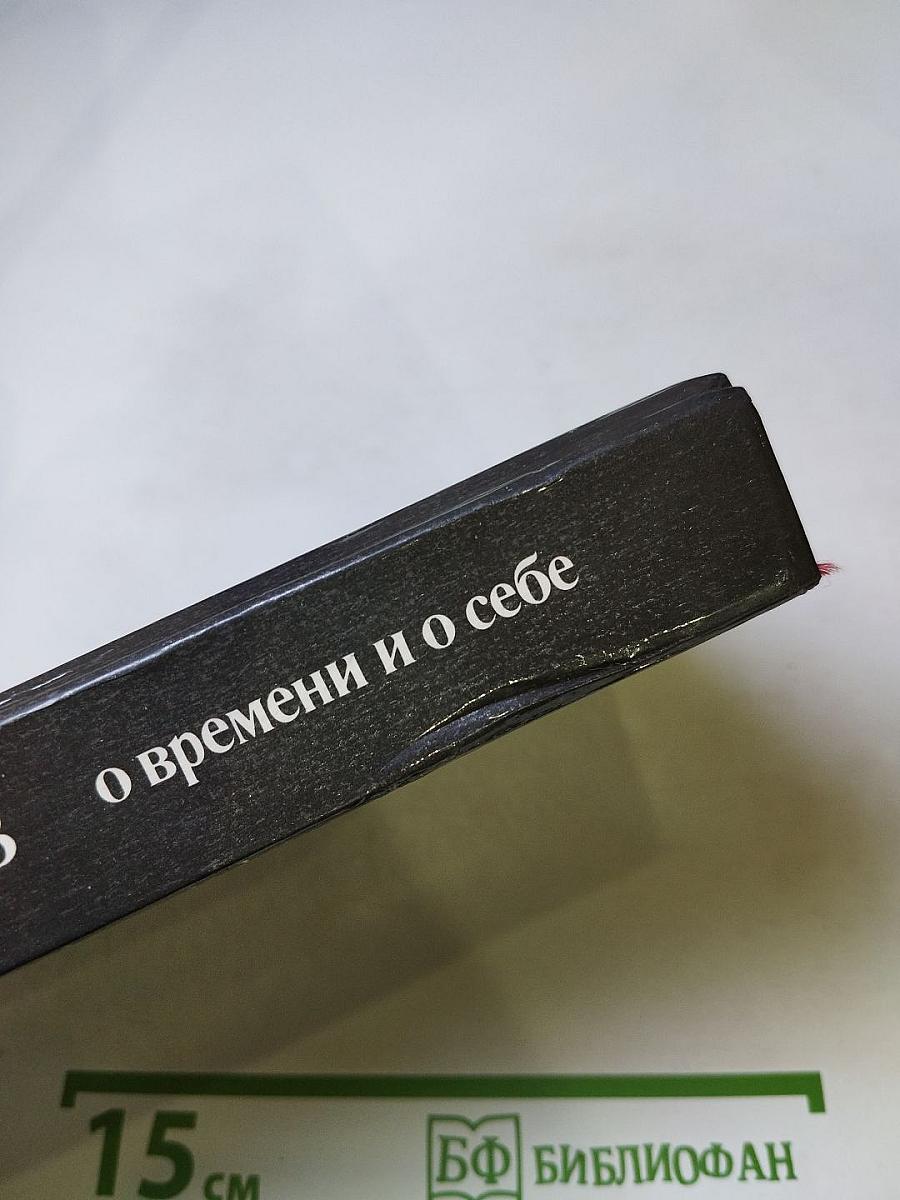 о времени и о себе
15 см
БФ БИБЛИОФАН